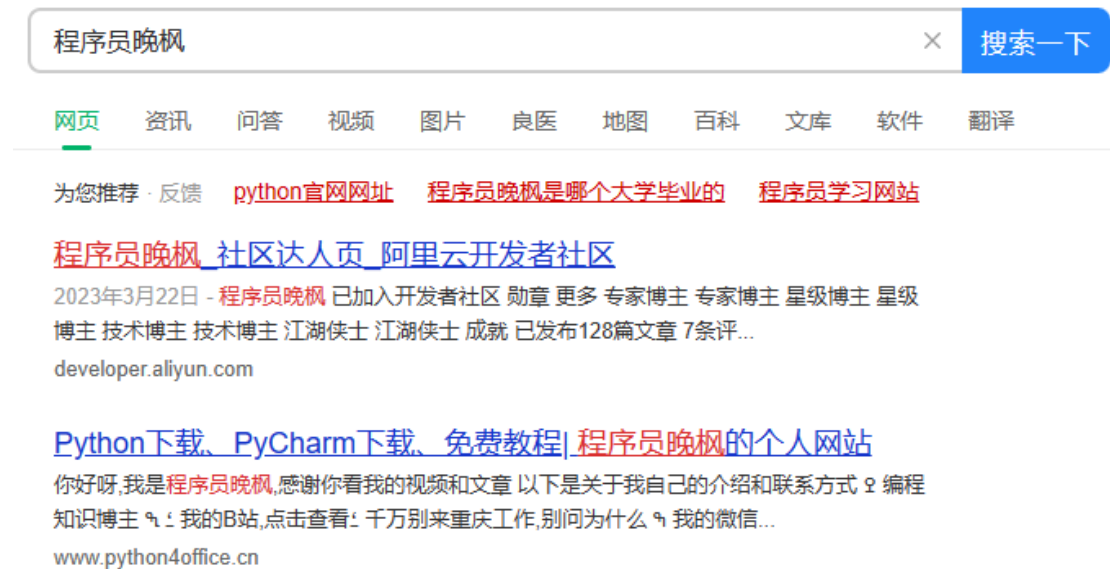 程序员晚枫 × 搜索一下
网页 资讯 问答 视频 图片 良医 地图 百科 文库 软件 翻译
为您推荐 · 反馈 python官网网址 程序员晚枫是哪个大学毕业的 程序员学习网站
程序员晚枫_社区达人页_阿里云开发者社区
2023年3月22日 - 程序员晚枫 已加入开发者社区 勋章 更多 专家博主 专家博主 星级博主 星级
博主 技术博主 技术博主 江湖侠士 江湖侠士 成就 已发布128篇文章 7条评...
developer.aliyun.com
Python下载、PyCharm下载、免费教程| 程序员晚枫的个人网站
你好呀,我是程序员晚枫,感谢你看我的视频和文章 以下是关于我自己的介绍和联系方式 编程
知识博主 我的B站,点击查看 千万别来重庆工作,别问为什么 我的微信...
www.python4office.cn